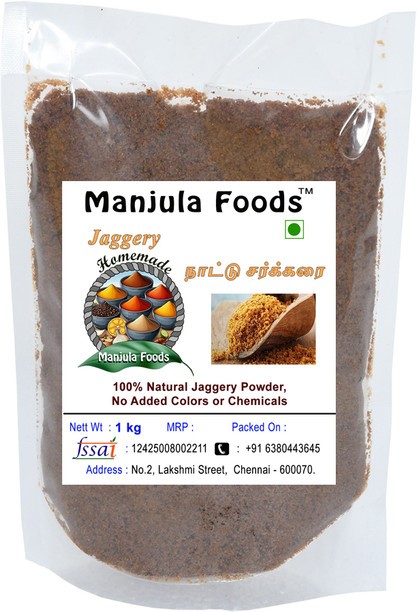 Manjula Foods™
Jaggery
Homemade
Manjula Foods
நாட்டு சர்க்கரை
100% Natural Jaggery Powder,
No Added Colors or Chemicals
Nett Wt : 1 kg MRP : Packed On :
fssai : 12425008002211 : +91 6380443645
Address : No.2, Lakshmi Street, Chennai - 600070.